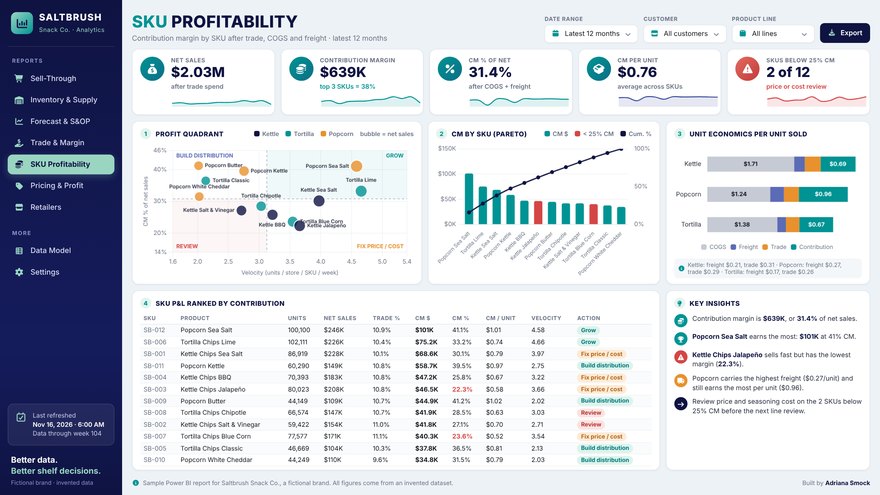 SALTBRUSH
Snack Co. · Analytics
REPORTS
Sell-Through
Inventory & Supply
Forecast & S&OP
Trade & Margin
SKU Profitability
Pricing & Profit
Retailers
MORE
Data Model
Settings
Last refreshed
Nov 16, 2026 · 6:00 AM
Data through week 104
Better data.
Better shelf decisions.
Fictional brand · invented data
SKU PROFITABILITY
Contribution margin by SKU after trade, COGS and freight · latest 12 months
DATE RANGE
Latest 12 months
CUSTOMER
All customers
PRODUCT LINE
All lines
Export
NET SALES
$2.03M
after trade spend
CONTRIBUTION MARGIN
$639K
top 3 SKUs = 38%
CM % OF NET
31.4%
after COGS + freight
CM PER UNIT
$0.76
average across SKUs
SKUS BELOW 25% CM
2 of 12
price or cost review
1 PROFIT QUADRANT
Kettle Tortilla Popcorn bubble = net sales
CM % of net sales
46%
40%
30%
20%
14%
BUILD DISTRIBUTION
GROW
REVIEW
FIX PRICE / COST
Popcorn Butter
Popcorn Kettle
Popcorn Sea Salt
Tortilla Classic
Tortilla Lime
Popcorn White Cheddar
Kettle Sea Salt
Tortilla Chipotle
Kettle Salt & Vinegar
Kettle BBQ
Tortilla Blue Corn
Kettle Jalapeño
1.6 2.0 3.0 4.0 5.0 5.4
Velocity (units / store / SKU / week)
2 CM BY SKU (PARETO)
CM $ < 25% CM Cum. %
$150K
$100K
$50K
$0K
100%
50%
0%
Popcorn Sea Salt
Tortilla Lime
Kettle Sea Salt
Popcorn Kettle
Kettle BBQ
Kettle Jalapeño
Popcorn Butter
Tortilla Chipotle
Kettle Salt & Vinegar
Tortilla Blue Corn
Tortilla Classic
Popcorn White Cheddar
3 UNIT ECONOMICS PER UNIT SOLD
Kettle $1.71 $0.69
Popcorn $1.24 $0.96
Tortilla $1.38 $0.67
COGS Freight Trade Contribution
Kettle: freight $0.21, trade $0.31 · Popcorn: freight $0.27,
trade $0.29 · Tortilla: freight $0.17, trade $0.26
4 SKU P&L RANKED BY CONTRIBUTION
SKU PRODUCT UNITS NET SALES TRADE % CM $ CM % CM / UNIT VELOCITY ACTION
SB-012 Popcorn Sea Salt 100,100 $246K 10.9% $101K 41.1% $1.01 4.58 Grow
SB-006 Tortilla Chips Lime 102,111 $226K 10.4% $75.2K 33.2% $0.74 4.66 Grow
SB-001 Kettle Chips Sea Salt 86,919 $228K 10.1% $68.6K 30.1% $0.79 3.97 Fix price / cost
SB-011 Popcorn Kettle 60,290 $149K 10.8% $58.7K 39.5% $0.97 2.75 Build distribution
SB-004 Kettle Chips BBQ 70,393 $183K 10.8% $47.2K 25.8% $0.67 3.22 Fix price / cost
SB-003 Kettle Chips Jalapeño 80,023 $208K 10.8% $46.5K 22.3% $0.58 3.66 Fix price / cost
SB-009 Popcorn Butter 44,149 $109K 10.7% $44.9K 41.2% $1.02 2.02 Build distribution
SB-008 Tortilla Chips Chipotle 66,574 $147K 10.7% $41.9K 28.5% $0.63 3.03 Review
SB-002 Kettle Chips Salt & Vinegar 59,402 $154K 10.9% $41.8K 27.1% $0.70 2.71 Review
SB-007 Tortilla Chips Blue Corn 77,577 $171K 11.1% $40.3K 23.6% $0.52 3.54 Fix price / cost
SB-005 Tortilla Chips Classic 46,669 $104K 10.3% $37.8K 36.5% $0.81 2.13 Build distribution
SB-010 Popcorn White Cheddar 44,249 $110K 9.6% $34.8K 31.5% $0.79 2.03 Build distribution
KEY INSIGHTS
Contribution margin is $639K, or 31.4% of net sales.
Popcorn Sea Salt earns the most: $101K at 41% CM.
Kettle Chips Jalapeño sells fast but has the lowest
margin (22.3%).
Popcorn carries the highest freight ($0.27/unit) and
still earns the most per unit ($0.96).
Review price and seasoning cost on the 2 SKUs below
25% CM before the next line review.
Sample Power BI report for Saltbrush Snack Co., a fictional brand. All figures come from an invented dataset.
Built by Adriana Smock